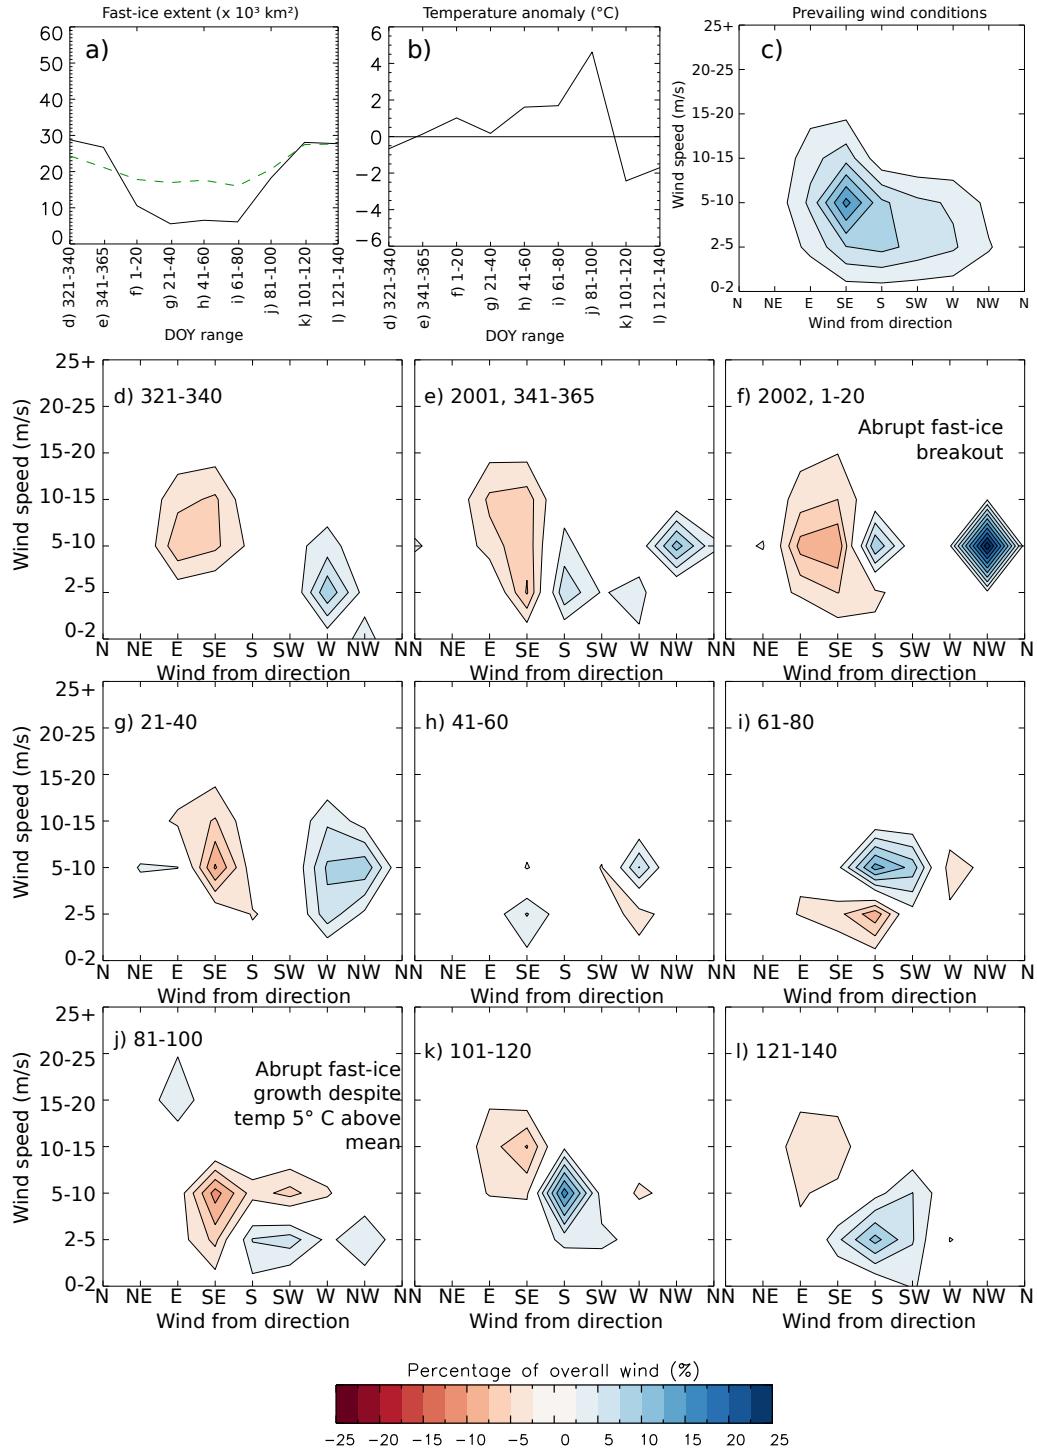 Fast-ice extent (x 10³ km²)
Temperature anomaly (°C)
Prevailing wind conditions
a)
60
50
40
30
20
10
0
d) 321-340
e) 341-365
f) 1-20
g) 21-40
h) 41-60
i) 61-80
j) 81-100
k) 101-120
l) 121-140
DOY range
b)
6
4
2
0
−2
−4
−6
d) 321-340
e) 341-365
f) 1-20
g) 21-40
h) 41-60
i) 61-80
j) 81-100
k) 101-120
l) 121-140
DOY range
c)
Wind speed (m/s)
25+
20-25
15-20
10-15
5-10
2-5
0-2
N NE E SE S SW W NW N
Wind from direction
d) 321-340
Wind speed (m/s)
25+
20-25
15-20
10-15
5-10
2-5
0-2
N NE E SE S SW W NW N
Wind from direction
e) 2001, 341-365
N NE E SE S SW W NW N
Wind from direction
f) 2002, 1-20
Abrupt fast-ice
breakout
N NE E SE S SW W NW N
Wind from direction
g) 21-40
Wind speed (m/s)
25+
20-25
15-20
10-15
5-10
2-5
0-2
N NE E SE S SW W NW N
Wind from direction
h) 41-60
N NE E SE S SW W NW N
Wind from direction
i) 61-80
N NE E SE S SW W NW N
Wind from direction
j) 81-100
Abrupt fast-ice
growth despite
temp 5° C above
mean
Wind speed (m/s)
25+
20-25
15-20
10-15
5-10
2-5
0-2
N NE E SE S SW W NW N
Wind from direction
k) 101-120
N NE E SE S SW W NW N
Wind from direction
l) 121-140
N NE E SE S SW W NW N
Wind from direction
Percentage of overall wind (%)
−25 −20 −15 −10 −5 0 5 10 15 20 25